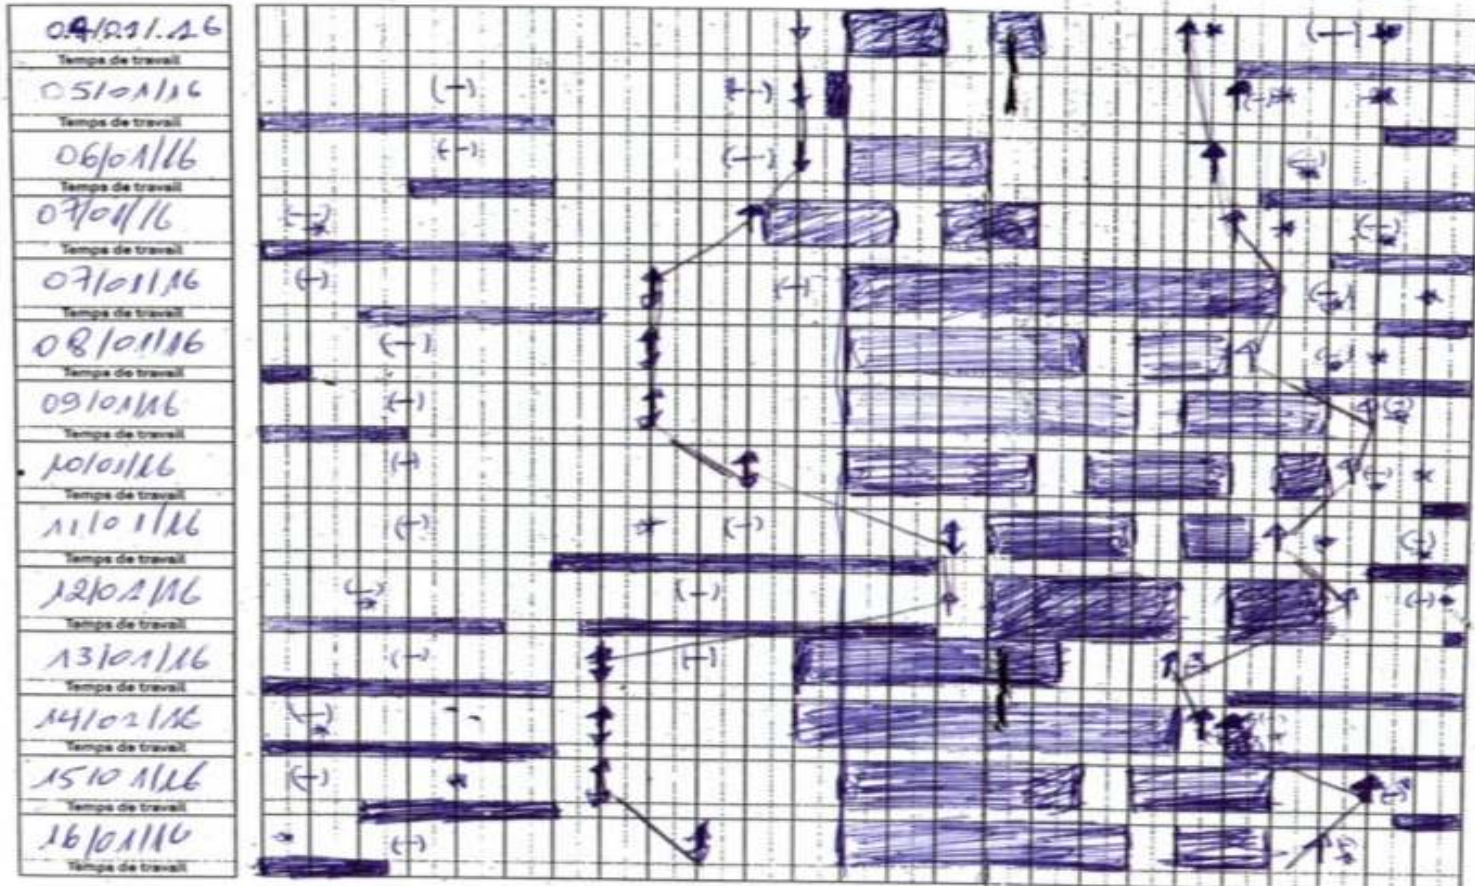 04/01/.16
Temps de travail
05/01/16
Temps de travail
06/01/16
Temps de travail
07/01/16
Temps de travail
07/01/16
Temps de travail
08/01/16
Temps de travail
09/01/16
Temps de travail
10/01/16
Temps de travail
11/01/16
Temps de travail
12/01/16
Temps de travail
13/01/16
Temps de travail
14/01/16
Temps de travail
15/01/16
Temps de travail
16/01/16
Temps de travail